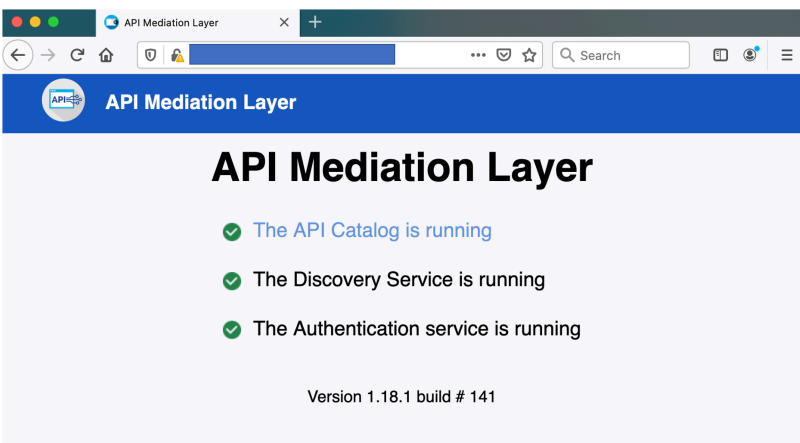 API Mediation Layer
Search
API
API Mediation Layer
API Mediation Layer
The API Catalog is running
The Discovery Service is running
The Authentication service is running
Version 1.18.1 build # 141